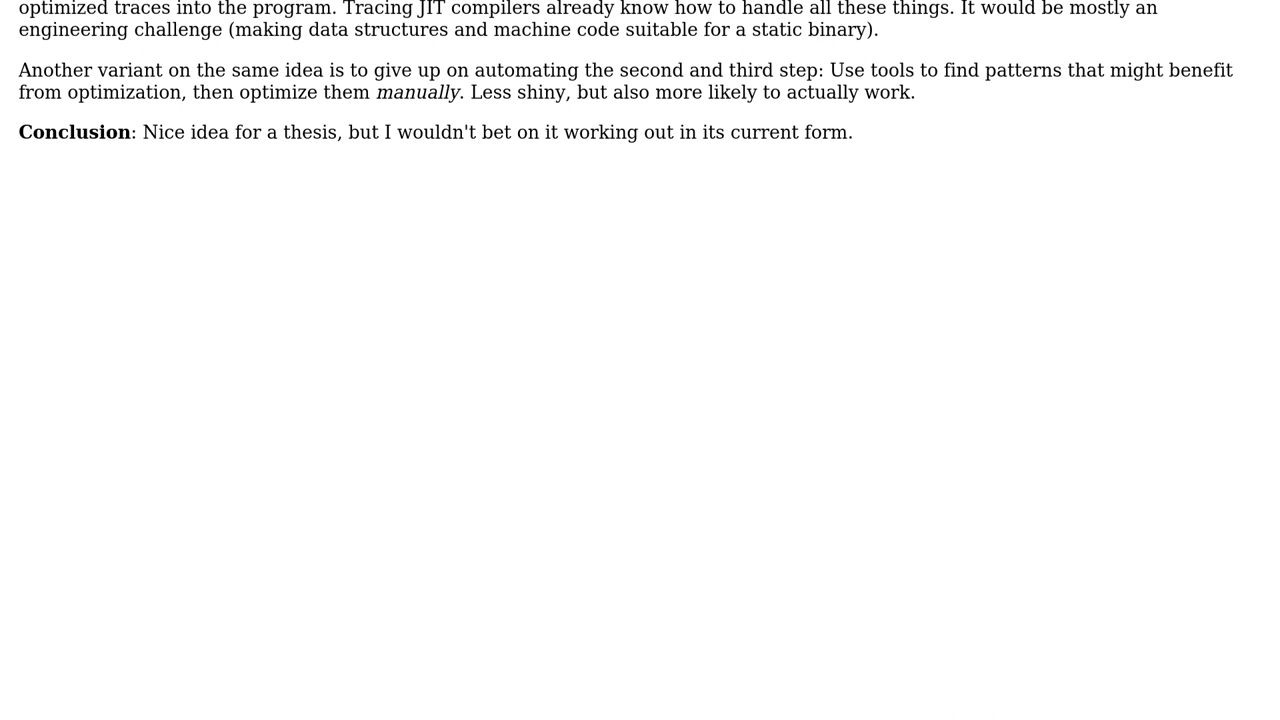 optimized traces into the program. Tracing JIT compilers already know how to handle all these things. It would be mostly an
engineering challenge (making data structures and machine code suitable for a static binary).
Another variant on the same idea is to give up on automating the second and third step: Use tools to find patterns that might benefit
from optimization, then optimize them manually. Less shiny, but also more likely to actually work.
Conclusion: Nice idea for a thesis, but I wouldn't bet on it working out in its current form.